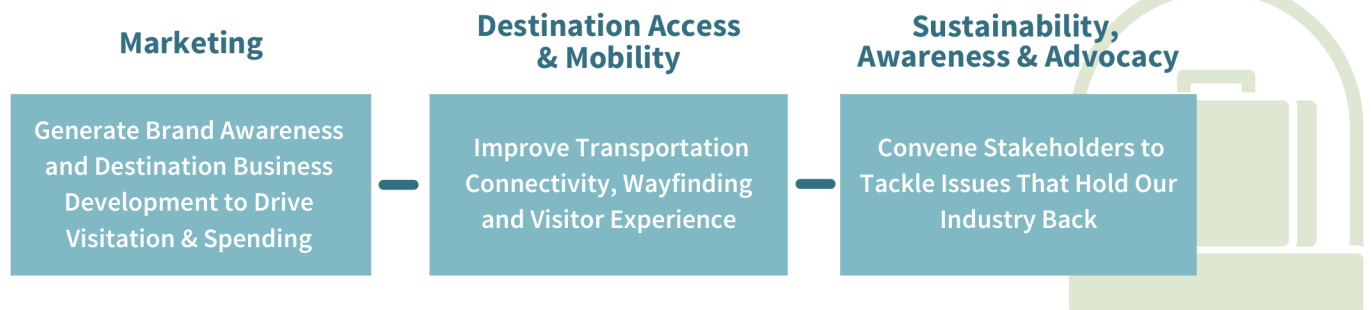 Marketing
Generate Brand Awareness
and Destination Business
Development to Drive
Visitation & Spending
Destination Access
& Mobility
Improve Transportation
Connectivity, Wayfinding
and Visitor Experience
Sustainability,
Awareness & Advocacy
Convene Stakeholders to
Tackle Issues That Hold Our
Industry Back